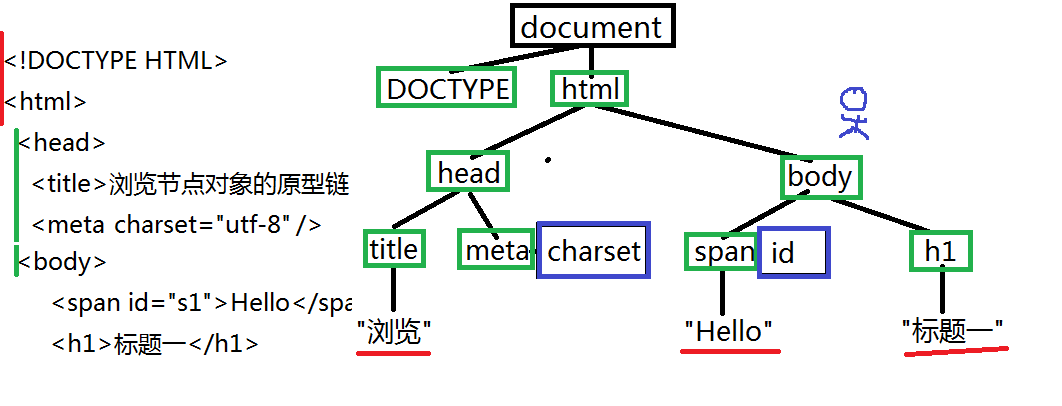 <!DOCTYPE HTML>
<html>
<head>
<title>浏览节点对象的原型链
<meta charset="utf-8" />
<body>
<span id="s1">Hello</spa
<h1>标题一</h1>
document
DOCTYPE html
head body
title meta charset span id h1
"浏览" "Hello" "标题一"